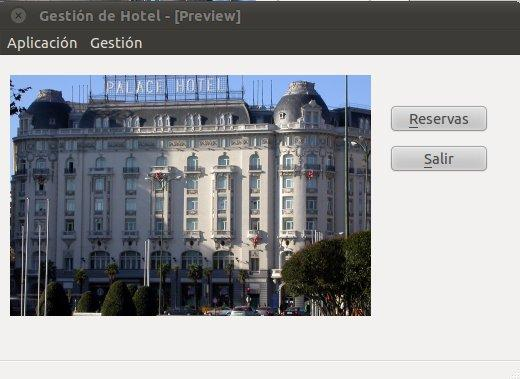 Gestión de Hotel - [Preview]
Aplicación Gestión
PALACE HOTEL
Reservas
Salir